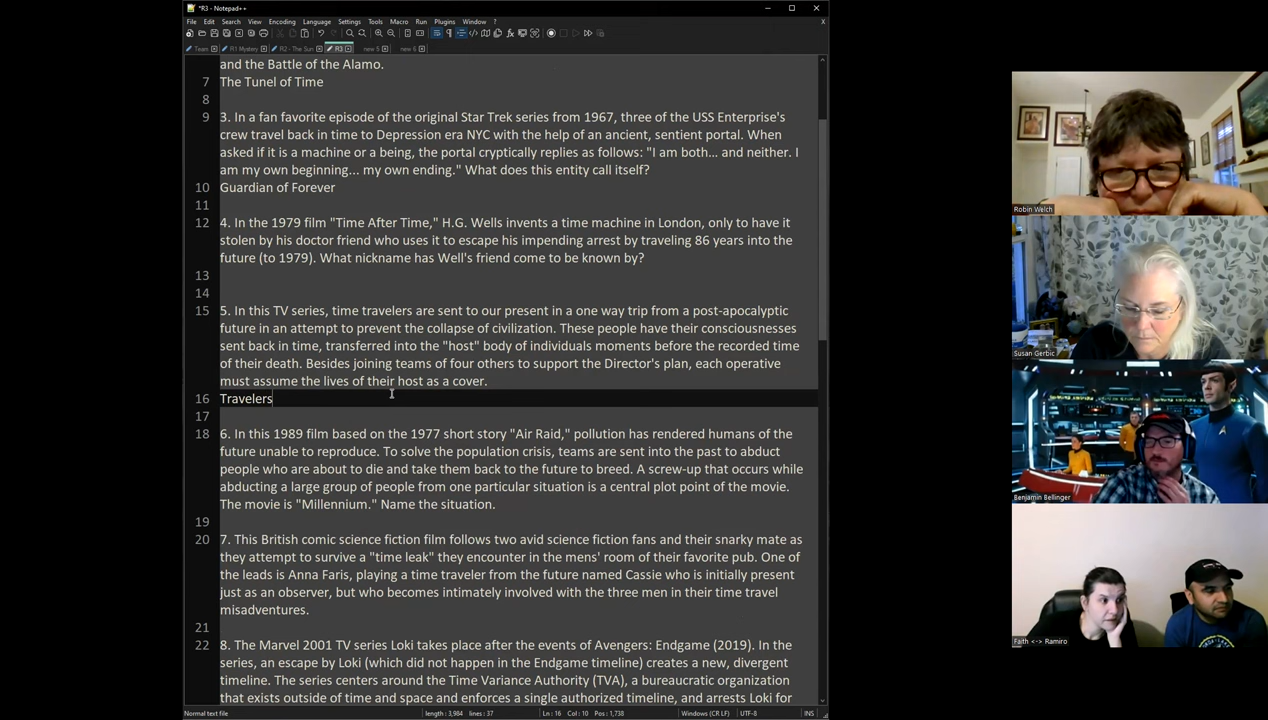 *R3 - Notepad++
File Edit Search View Encoding Language Settings Tools Macro Run Plugins Window ?
Team R1 Mystery R2 - The Sun R3 new 5 new 6
and the Battle of the Alamo.
7 The Tunel of Time
8
9 3. In a fan favorite episode of the original Star Trek series from 1967, three of the USS Enterprise's
crew travel back in time to Depression era NYC with the help of an ancient, sentient portal. When
asked if it is a machine or a being, the portal cryptically replies as follows: "I am both... and neither. I
am my own beginning... my own ending." What does this entity call itself?
10 Guardian of Forever
11
12 4. In the 1979 film "Time After Time," H.G. Wells invents a time machine in London, only to have it
stolen by his doctor friend who uses it to escape his impending arrest by traveling 86 years into the
future (to 1979). What nickname has Well's friend come to be known by?
13
14
15 5. In this TV series, time travelers are sent to our present in a one way trip from a post-apocalyptic
future in an attempt to prevent the collapse of civilization. These people have their consciousnesses
sent back in time, transferred into the "host" body of individuals moments before the recorded time
of their death. Besides joining teams of four others to support the Director's plan, each operative
must assume the lives of their host as a cover.
16 Travelers
17
18 6. In this 1989 film based on the 1977 short story "Air Raid," pollution has rendered humans of the
future unable to reproduce. To solve the population crisis, teams are sent into the past to abduct
people who are about to die and take them back to the future to breed. A screw-up that occurs while
abducting a large group of people from one particular situation is a central plot point of the movie.
The movie is "Millennium." Name the situation.
19
20 7. This British comic science fiction film follows two avid science fiction fans and their snarky mate as
they attempt to survive a "time leak" they encounter in the mens' room of their favorite pub. One of
the leads is Anna Faris, playing a time traveler from the future named Cassie who is initially present
just as an observer, but who becomes intimately involved with the three men in their time travel
misadventures.
21
22 8. The Marvel 2001 TV series Loki takes place after the events of Avengers: Endgame (2019). In the
series, an escape by Loki (which did not happen in the Endgame timeline) creates a new, divergent
timeline. The series centers around the Time Variance Authority (TVA), a bureaucratic organization
that exists outside of time and space and enforces a single authorized timeline, and arrests Loki for
Normal text file length : 3,984 lines : 37 Ln : 16 Col : 10 Pos : 1,738 Windows (CR LF) UTF-8 INS
Robin Welch
Susan Gerbic
Benjamin Bellinger
Faith <-> Ramiro